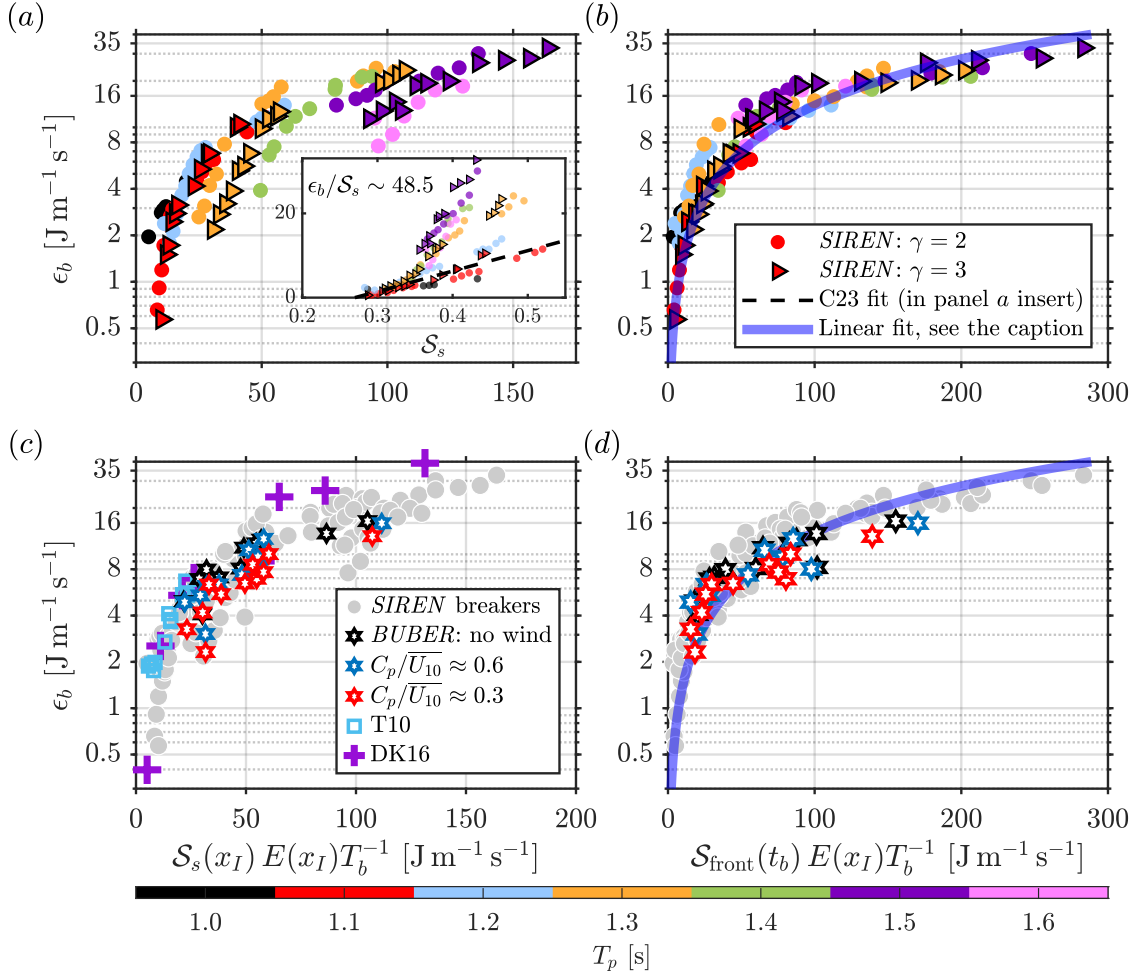 (a)
(b)
35
16
8
4
2
1
0.5
ϵ_b [J m⁻¹ s⁻¹]
0
50
100
150
ϵ_b/𝒮_s ∼ 48.5
20
0
0.2
0.3
0.4
0.5
𝒮_s
35
16
8
4
2
1
0.5
SIREN: γ = 2
SIREN: γ = 3
C23 fit (in panel a insert)
Linear fit, see the caption
0
100
200
300
(c)
(d)
35
16
8
4
2
1
0.5
ϵ_b [J m⁻¹ s⁻¹]
SIREN breakers
BUBER: no wind
C_p/U̅₁₀ ≈ 0.6
C_p/U̅₁₀ ≈ 0.3
T10
DK16
0
50
100
150
200
𝒮_s(x_I) E(x_I)T_b⁻¹ [J m⁻¹ s⁻¹]
35
16
8
4
2
1
0.5
0
100
200
300
𝒮_front(t_b) E(x_I)T_b⁻¹ [J m⁻¹ s⁻¹]
1.0
1.1
1.2
1.3
1.4
1.5
1.6
T_p [s]